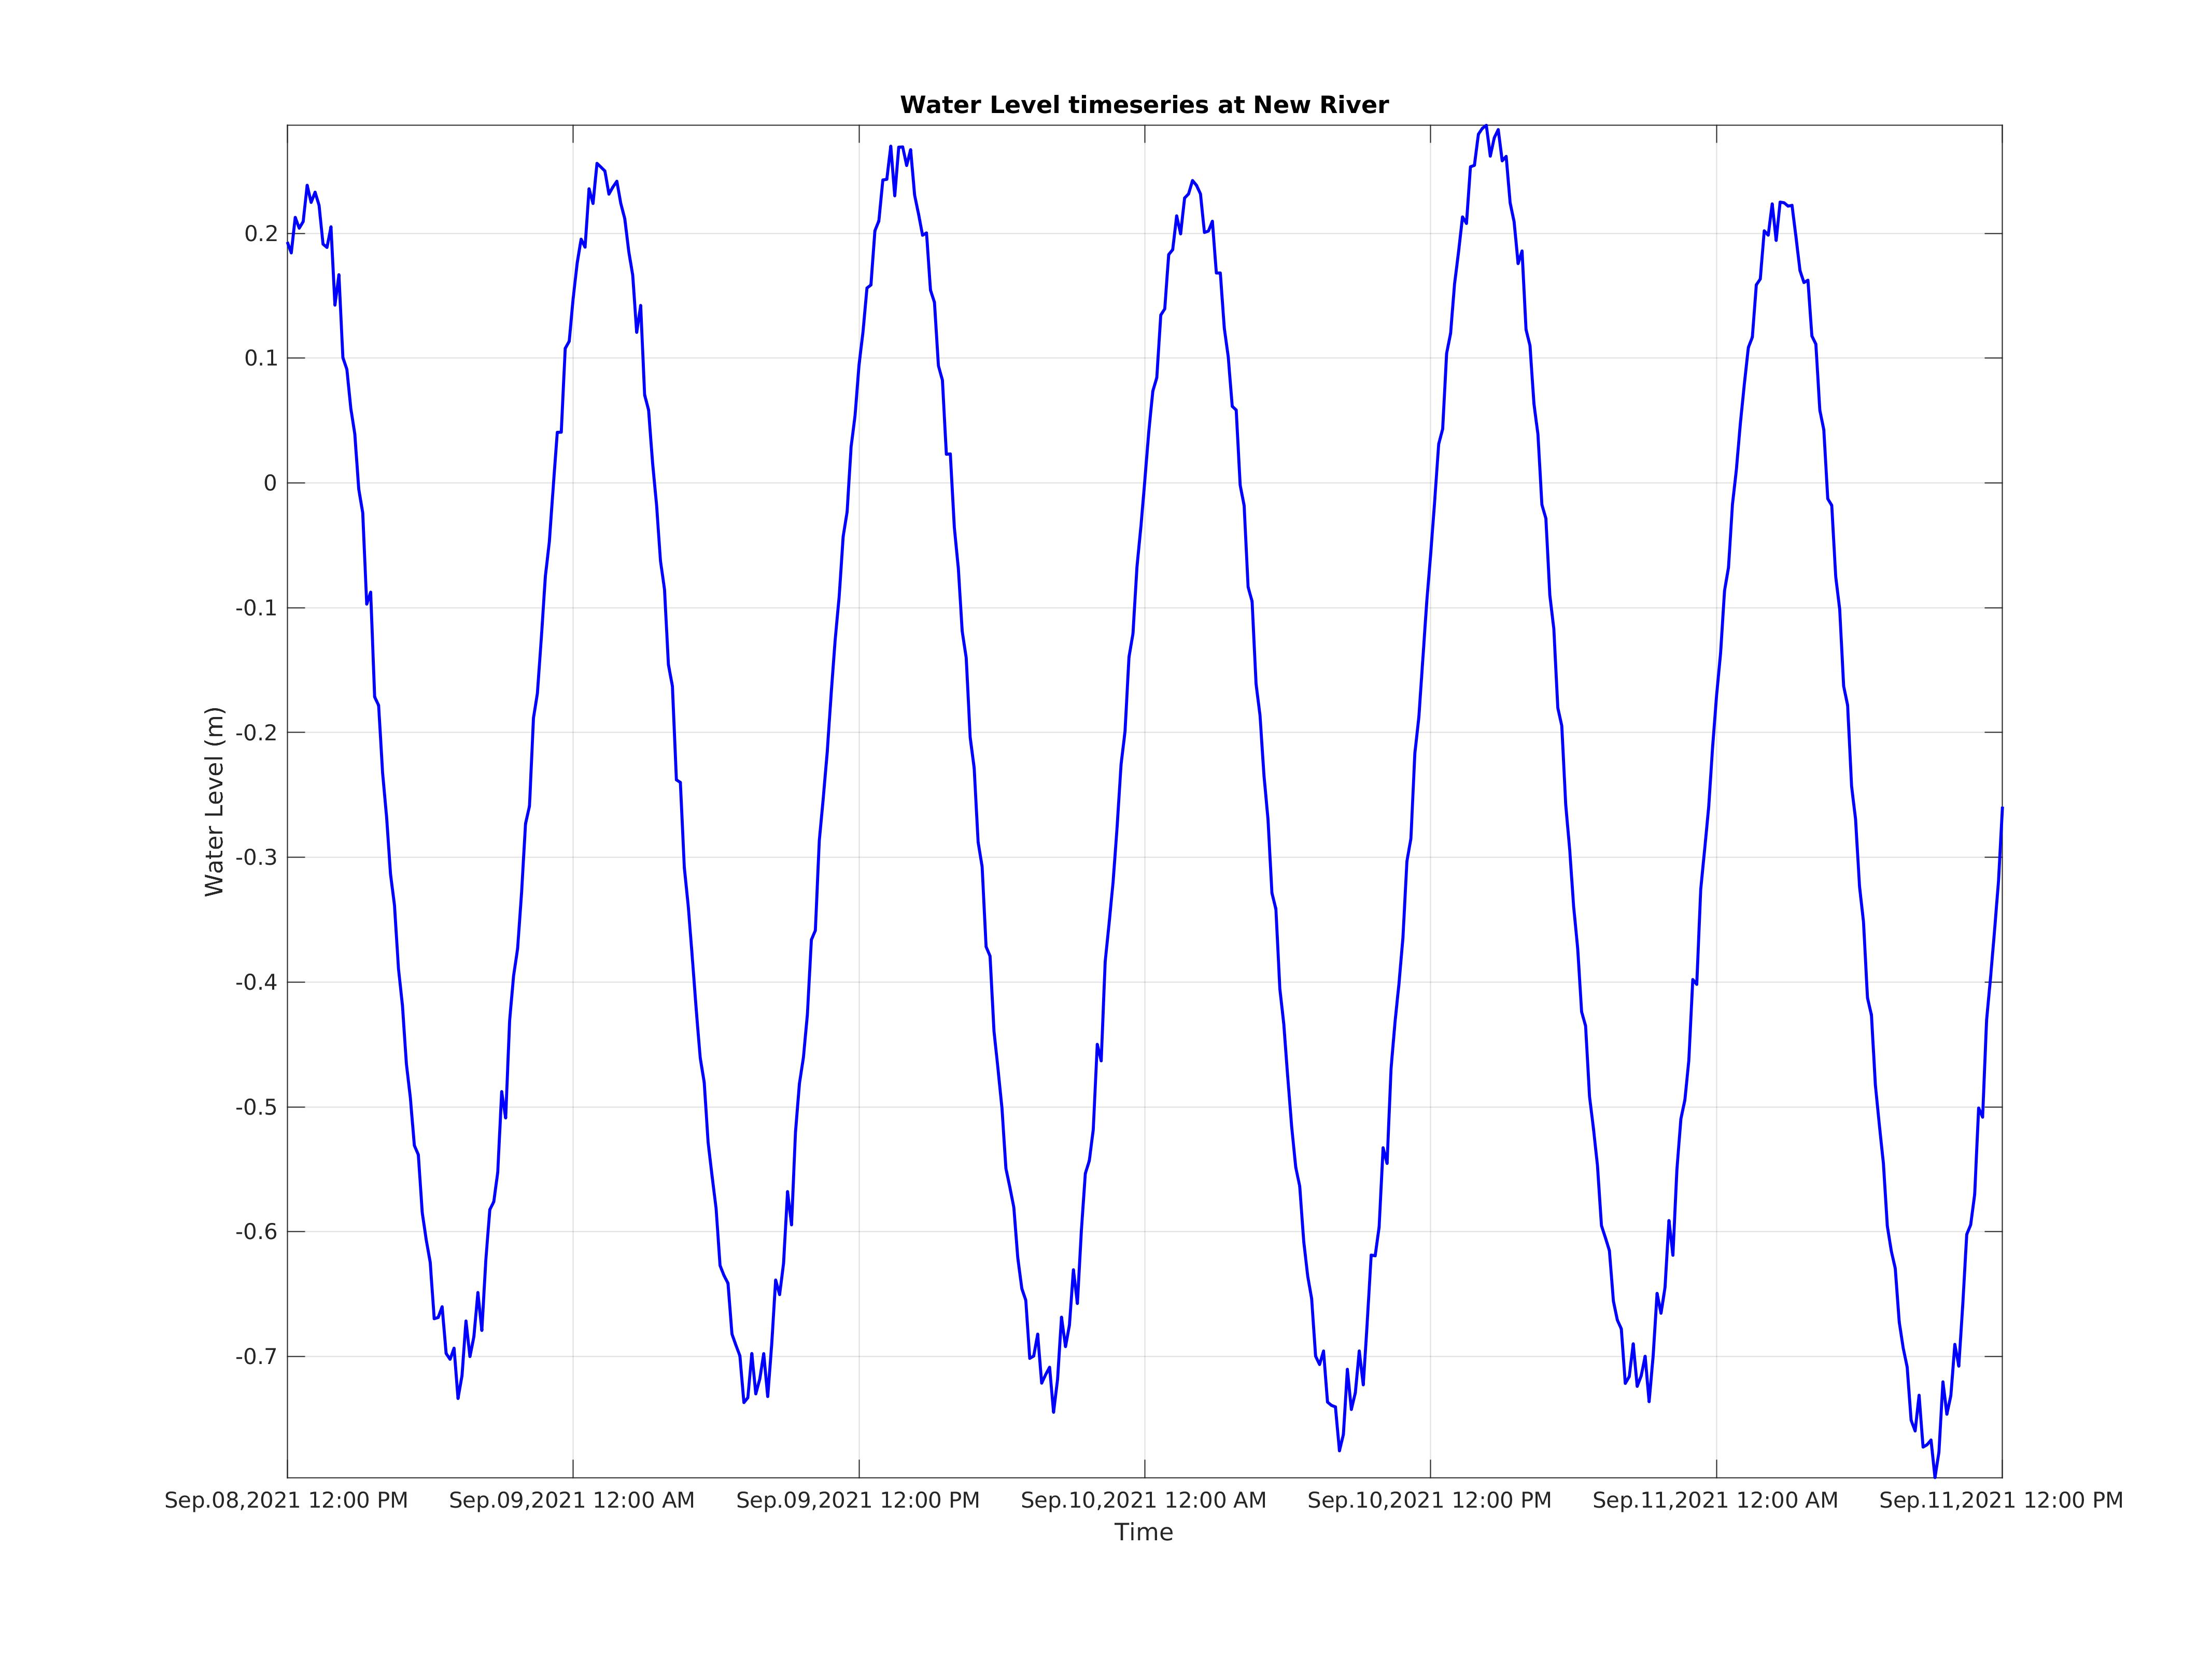 Water Level timeseries at New River
0.2
0.1
0
-0.1
-0.2
-0.3
-0.4
-0.5
-0.6
-0.7
Water Level (m)
Sep.08,2021 12:00 PM
Sep.09,2021 12:00 AM
Sep.09,2021 12:00 PM
Sep.10,2021 12:00 AM
Sep.10,2021 12:00 PM
Sep.11,2021 12:00 AM
Sep.11,2021 12:00 PM
Time